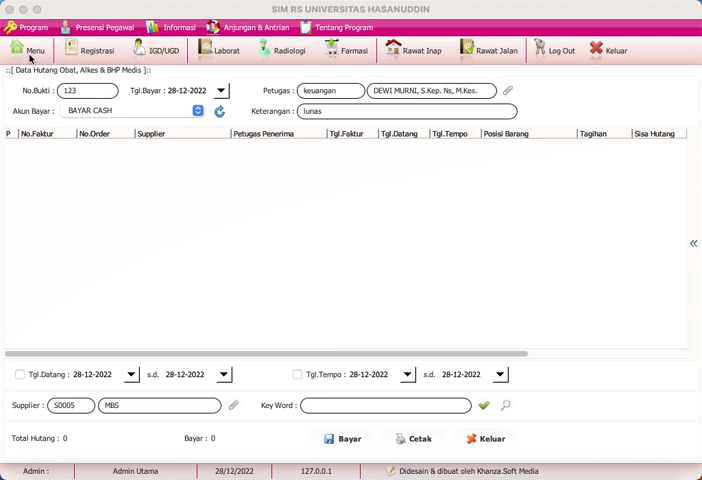 SIM RS UNIVERSITAS HASANUDDIN
Program Presensi Pegawai Informasi Anjungan & Antrian Tentang Program
Menu Registrasi IGD/UGD Laborat Radiologi Farmasi Rawat Inap Rawat Jalan Log Out Keluar
::[ Data Hutang Obat, Alkes & BHP Medis ]::
No.Bukti : 123 Tgl.Bayar : 28-12-2022 Petugas : keuangan DEWI MURNI, S.Kep. Ns, M.Kes.
Akun Bayar : BAYAR CASH Keterangan : lunas
P No.Faktur No.Order Supplier Petugas Penerima Tgl.Faktur Tgl.Datang Tgl.Tempo Posisi Barang Tagihan Sisa Hutang
Tgl.Datang : 28-12-2022 s.d. 28-12-2022 Tgl.Tempo : 28-12-2022 s.d. 28-12-2022
Supplier : S0005 MBS Key Word :
Total Hutang : 0 Bayar : 0 Bayar Cetak Keluar
Admin : Admin Utama 28/12/2022 127.0.0.1 Didesain & dibuat oleh Khanza.Soft Media